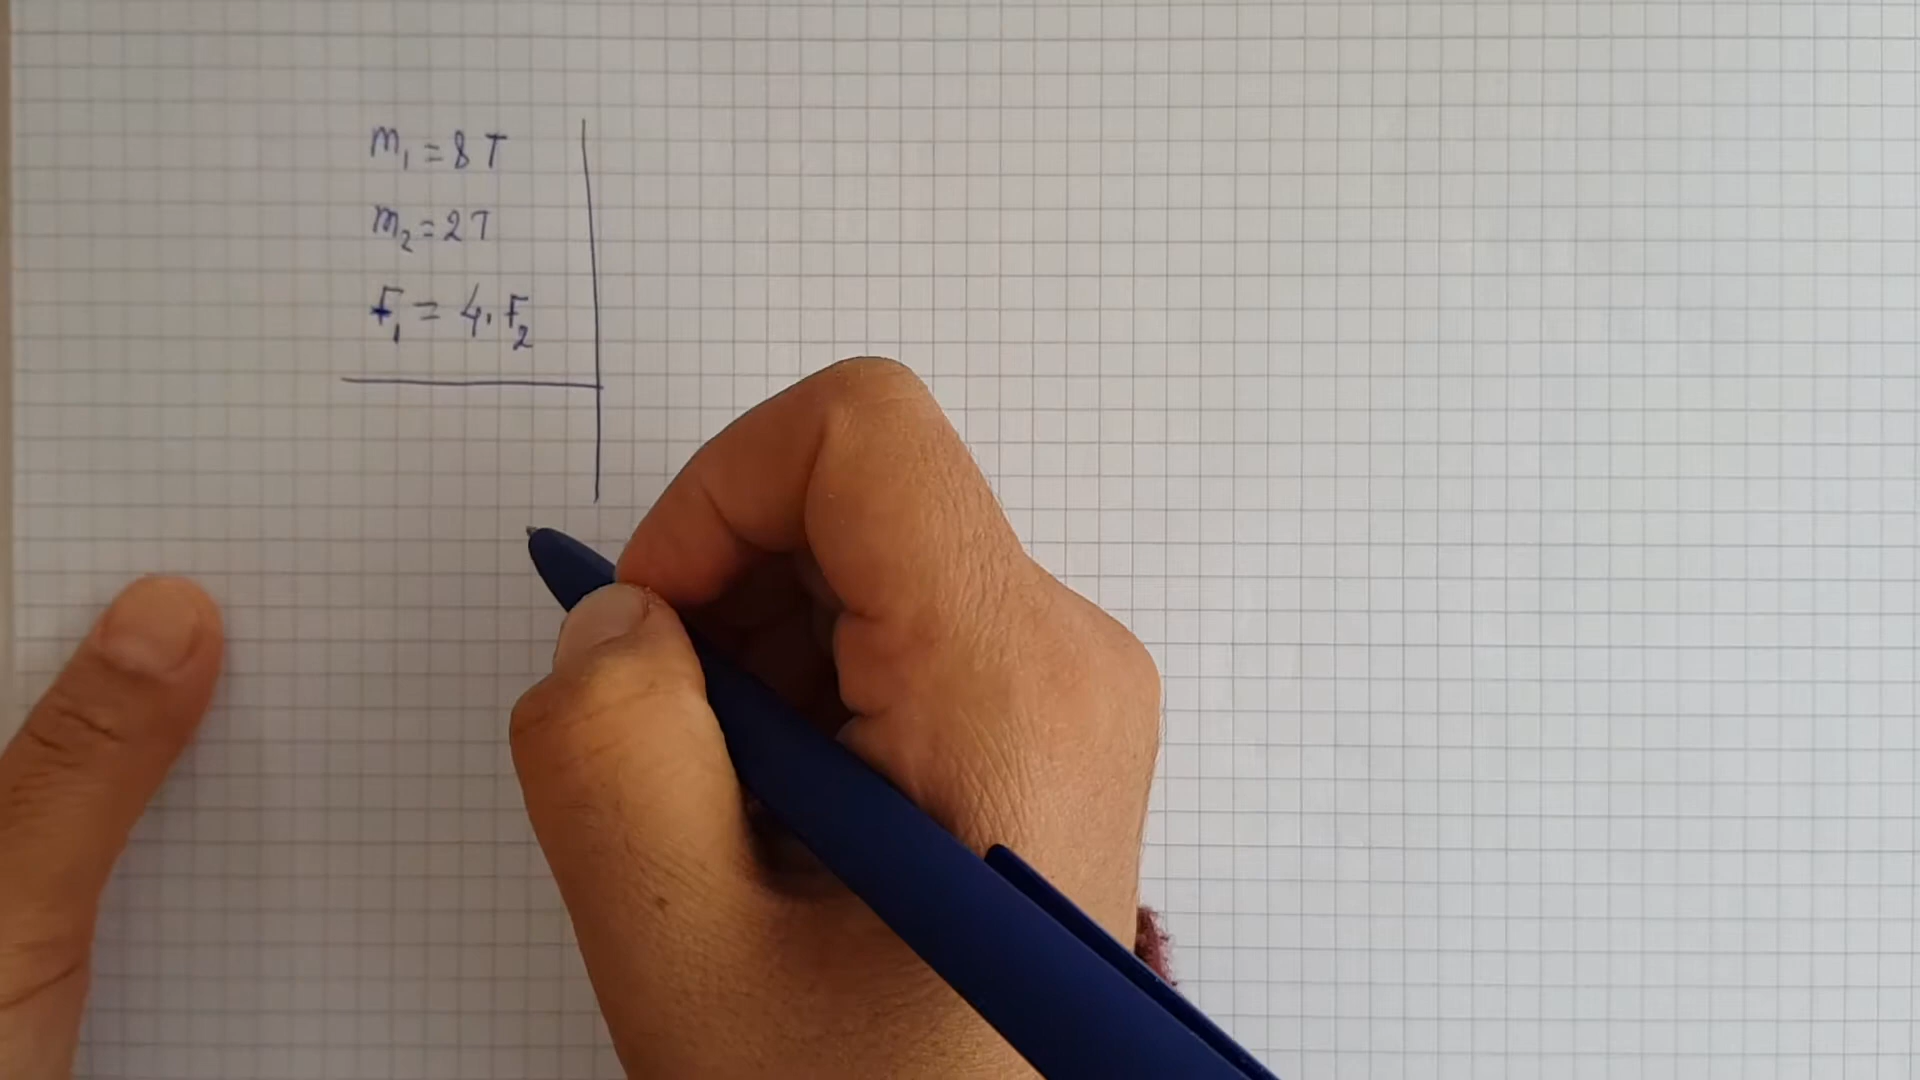 m₁ = 8 T
m₂ = 2 T
F₁ = 4 · F₂